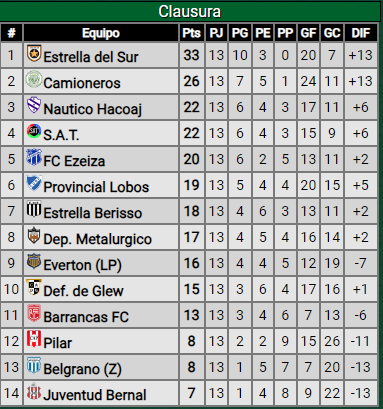 Clausura
# Equipo Pts PJ PG PE PP GF GC DIF
1 Estrella del Sur 33 13 10 3 0 20 7 +13
2 Camioneros 26 13 7 5 1 24 11 +13
3 Nautico Hacoaj 22 13 6 4 3 17 11 +6
4 S.A.T. 22 13 6 4 3 15 9 +6
5 FC Ezeiza 20 13 6 2 5 13 11 +2
6 Provincial Lobos 19 13 5 4 4 20 15 +5
7 Estrella Berisso 18 13 4 6 3 13 11 +2
8 Dep. Metalurgico 17 13 4 5 4 16 14 +2
9 Everton (LP) 16 13 4 4 5 12 19 -7
10 Def. de Glew 15 13 3 6 4 17 16 +1
11 Barrancas FC 13 13 3 4 6 7 13 -6
12 Pilar 8 13 2 2 9 15 26 -11
13 Belgrano (Z) 8 13 1 5 7 7 20 -13
14 Juventud Bernal 7 13 1 4 8 9 22 -13